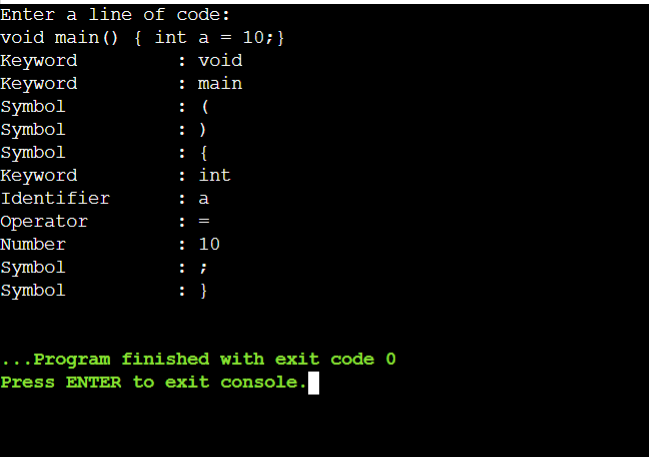 Enter a line of code:
void main() { int a = 10;}
Keyword : void
Keyword : main
Symbol : (
Symbol : )
Symbol : {
Keyword : int
Identifier : a
Operator : =
Number : 10
Symbol : ;
Symbol : }
...Program finished with exit code 0
Press ENTER to exit console.